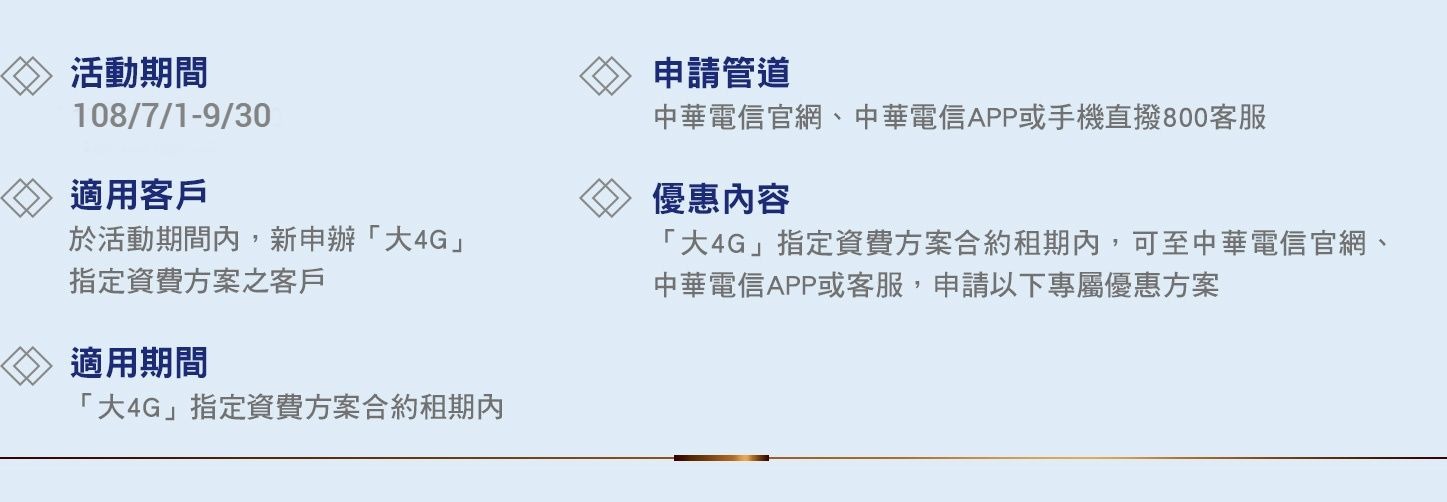 活動期間
108/7/1-9/30
適用客戶
於活動期間內，新申辦「大4G」
指定資費方案之客戶
適用期間
「大4G」指定資費方案合約租期內
申請管道
中華電信官網、中華電信APP或手機直撥800客服
優惠內容
「大4G」指定資費方案合約租期內，可至中華電信官網、
中華電信APP或客服，申請以下專屬優惠方案